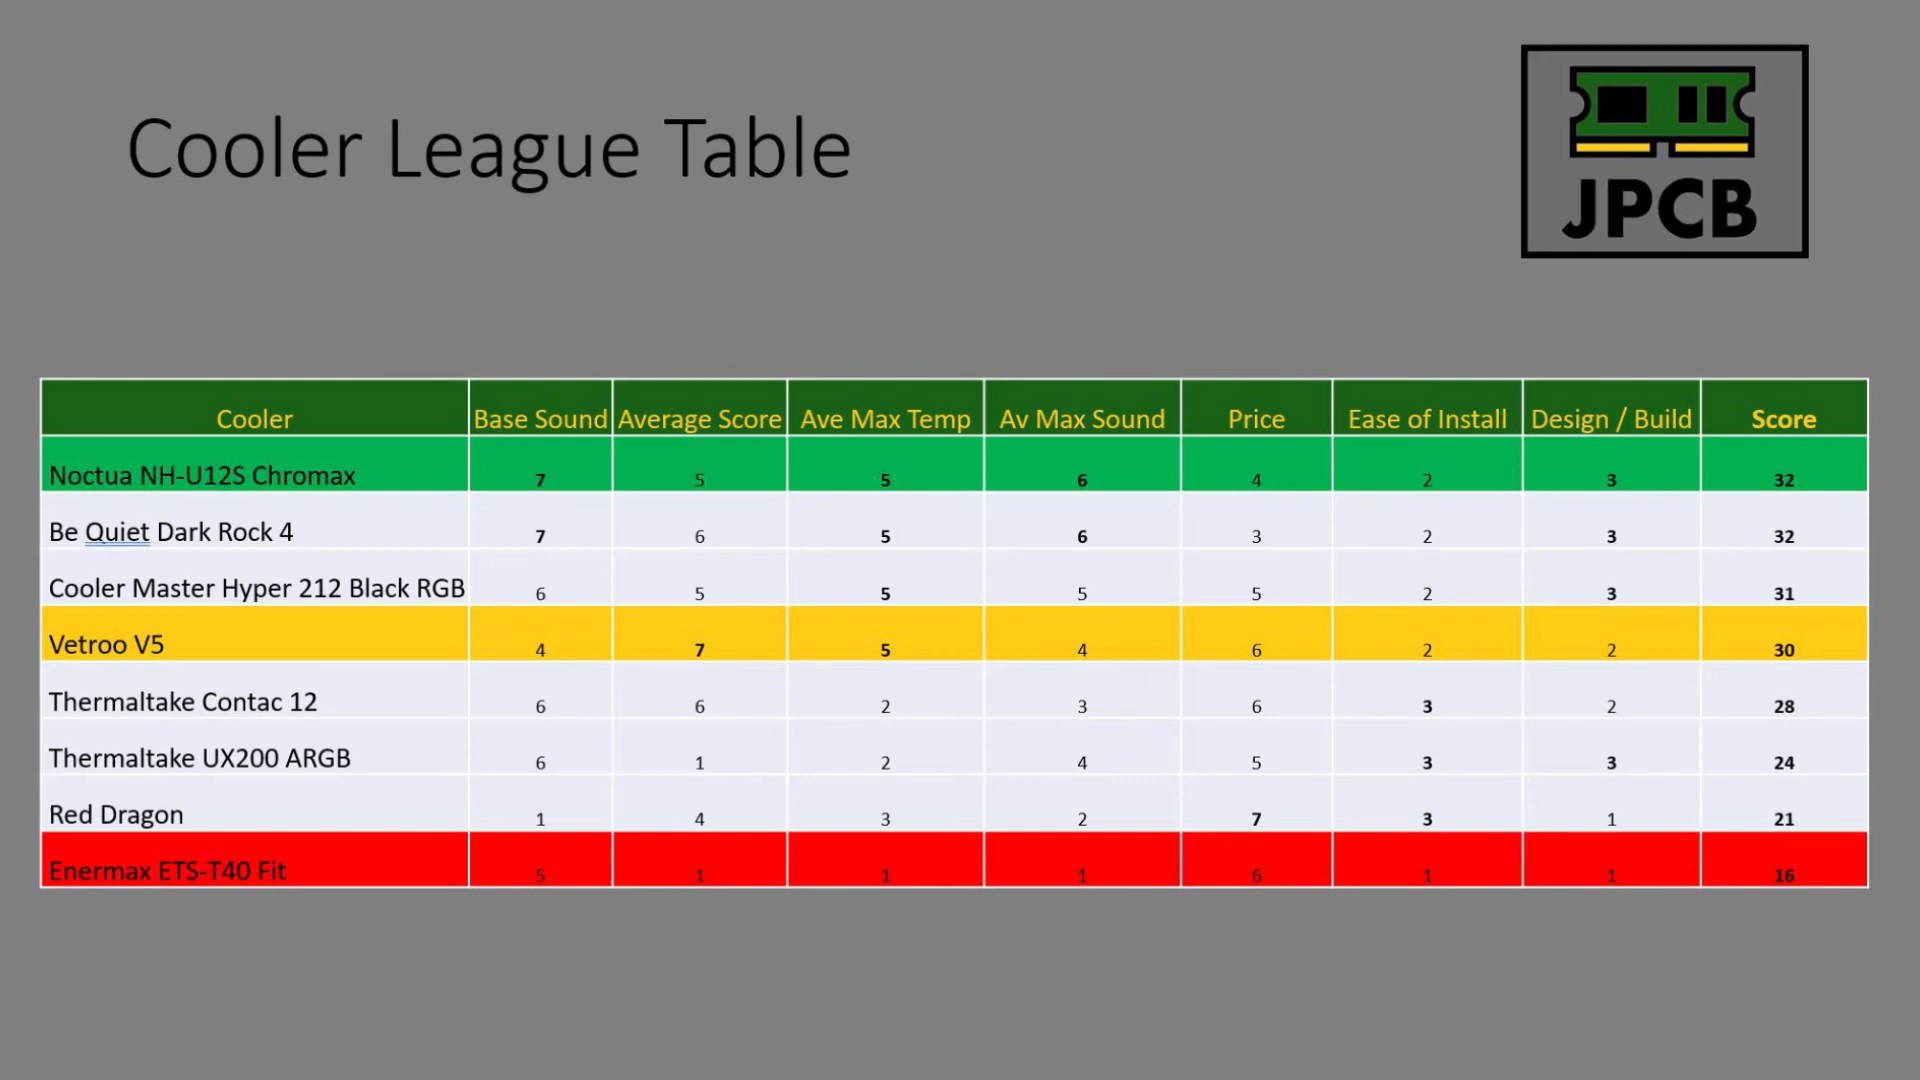 Cooler League Table
JPCB
Cooler Base Sound Average Score Ave Max Temp Av Max Sound Price Ease of Install Design / Build Score
Noctua NH-U12S Chromax 7 5 5 6 4 2 3 32
Be Quiet Dark Rock 4 7 6 5 6 3 2 3 32
Cooler Master Hyper 212 Black RGB 6 5 5 5 5 2 3 31
Vetroo V5 4 7 5 4 6 2 2 30
Thermaltake Contac 12 6 6 2 3 6 3 2 28
Thermaltake UX200 ARGB 6 1 2 4 5 3 3 24
Red Dragon 1 4 3 2 7 3 1 21
Enermax ETS-T40 Fit 5 1 1 1 6 1 1 16